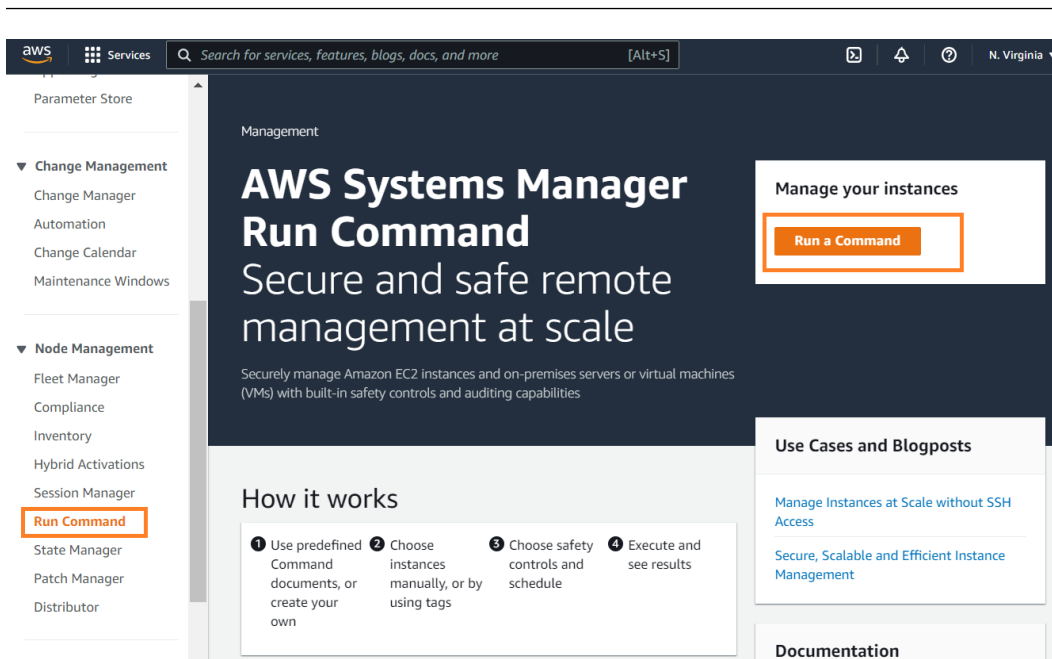 aws
Services
Search for services, features, blogs, docs, and more
[Alt+S]
N. Virginia
Parameter Store
Change Management
Change Manager
Automation
Change Calendar
Maintenance Windows
Node Management
Fleet Manager
Compliance
Inventory
Hybrid Activations
Session Manager
Run Command
State Manager
Patch Manager
Distributor
Management
AWS Systems Manager
Run Command
Secure and safe remote
management at scale
Securely manage Amazon EC2 instances and on-premises servers or virtual machines
(VMs) with built-in safety controls and auditing capabilities
Manage your instances
Run a Command
How it works
1 Use predefined
Command
documents, or
create your
own
2 Choose
instances
manually, or by
using tags
3 Choose safety
controls and
schedule
4 Execute and
see results
Use Cases and Blogposts
Manage Instances at Scale without SSH
Access
Secure, Scalable and Efficient Instance
Management
Documentation